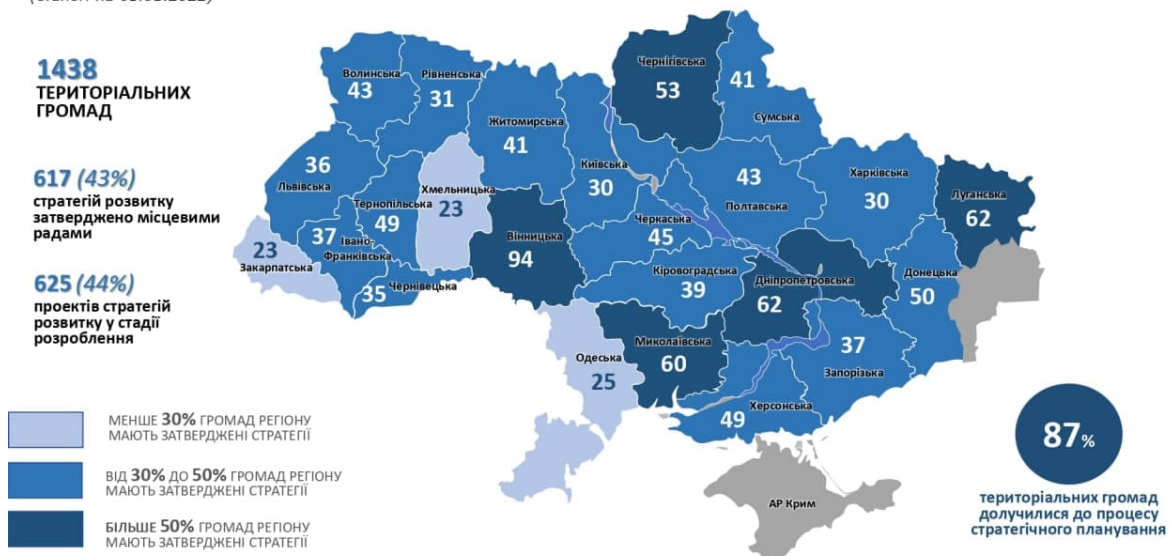 1438
ТЕРИТОРІАЛЬНИХ
ГРОМАД
617 (43%)
стратегій розвитку
затверджено місцевими
радами
625 (44%)
проектів стратегій
розвитку у стадії
розроблення
Волинська
43
Рівненська
31
Житомирська
41
Київська
30
Чернігівська
53
41
Сумська
36
Львівська
Тернопільська
49
Хмельницька
23
Вінницька
94
Черкаська
45
43
Полтавська
Харківська
30
Луганська
62
23
Закарпатська
37
Івано-
Франківська
35
Чернівецька
Кіровоградська
39
Дніпропетровська
62
Донецька
50
Одеська
25
Миколаївська
60
37
Запорізька
Херсонська
49
АР Крим
МЕНШЕ 30% ГРОМАД РЕГІОНУ
МАЮТЬ ЗАТВЕРДЖЕНІ СТРАТЕГІЇ
ВІД 30% ДО 50% ГРОМАД РЕГІОНУ
МАЮТЬ ЗАТВЕРДЖЕНІ СТРАТЕГІЇ
БІЛЬШЕ 50% ГРОМАД РЕГІОНУ
МАЮТЬ ЗАТВЕРДЖЕНІ СТРАТЕГІЇ
87%
територіальних громад
долучилися до процесу
стратегічного планування